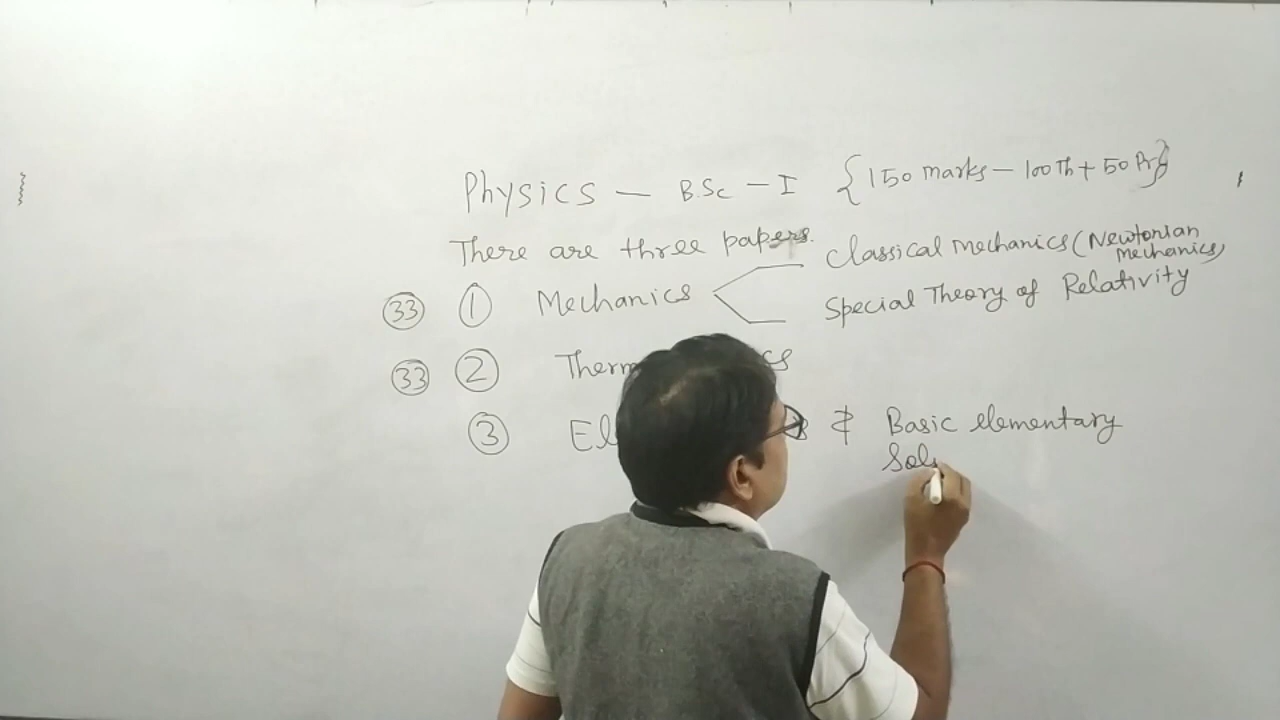 Physics — B.Sc — I {150 marks — 100 Th + 50 Pr}
There are three papers.
Classical Mechanics (Newtonian
mechanics)
33 1 Mechanics
Special Theory of Relativity
33 2
3 & Basic elementary